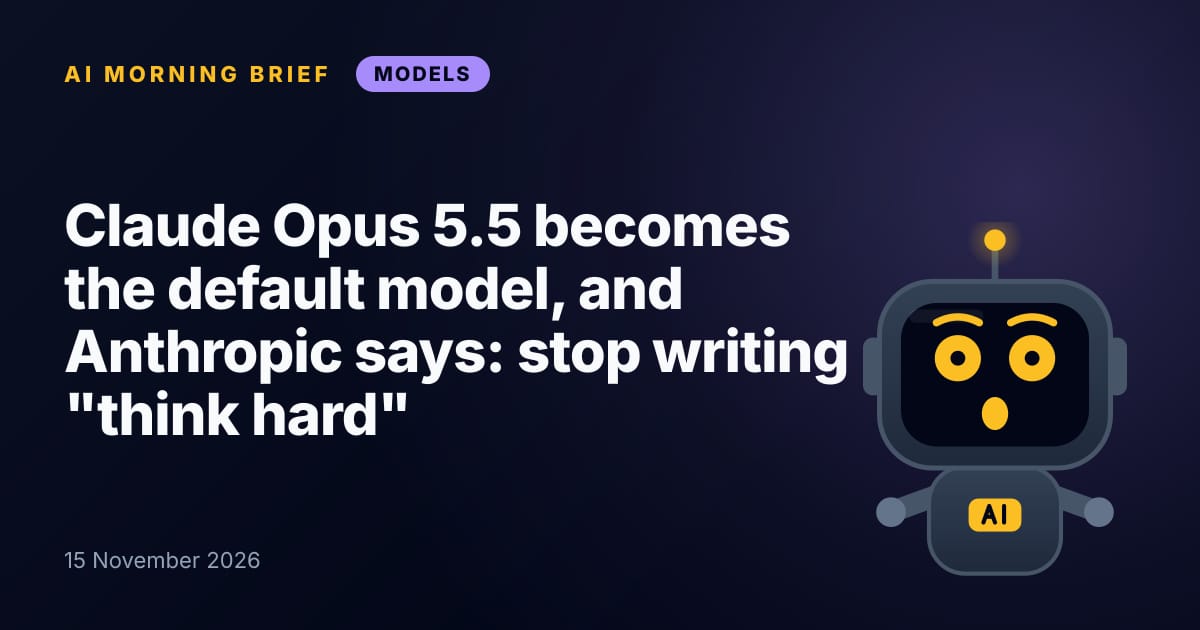 AI MORNING BRIEF
MODELS
Claude Opus 5.5 becomes
the default model, and
Anthropic says: stop writing
"think hard"
AI
15 November 2026